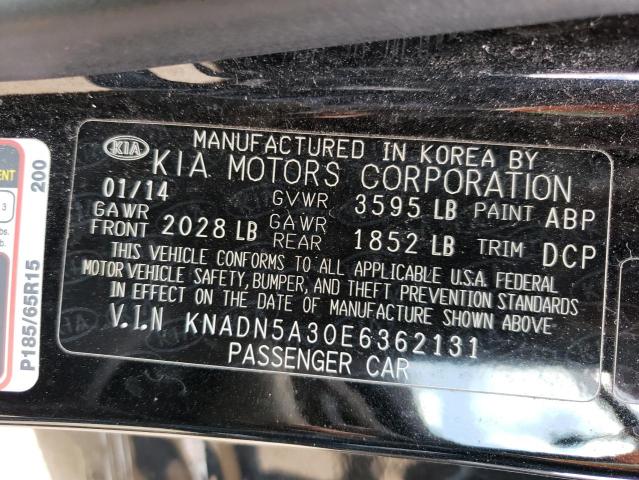 MANUFACTURED IN KOREA BY
KIA KIA MOTORS CORPORATION
01/14 GVWR 3595 LB PAINT ABP
GAWR FRONT 2028 LB GAWR REAR 1852 LB TRIM DCP
THIS VEHICLE CONFORMS TO ALL APPLICABLE U.S.A. FEDERAL
MOTOR VEHICLE SAFETY, BUMPER, AND THEFT PREVENTION STANDARDS
IN EFFECT ON THE DATE OF MANUFACTURE SHOWN ABOVE
V.I.N KNADN5A30E6362131
PASSENGER CAR
P185/65R15 200
3